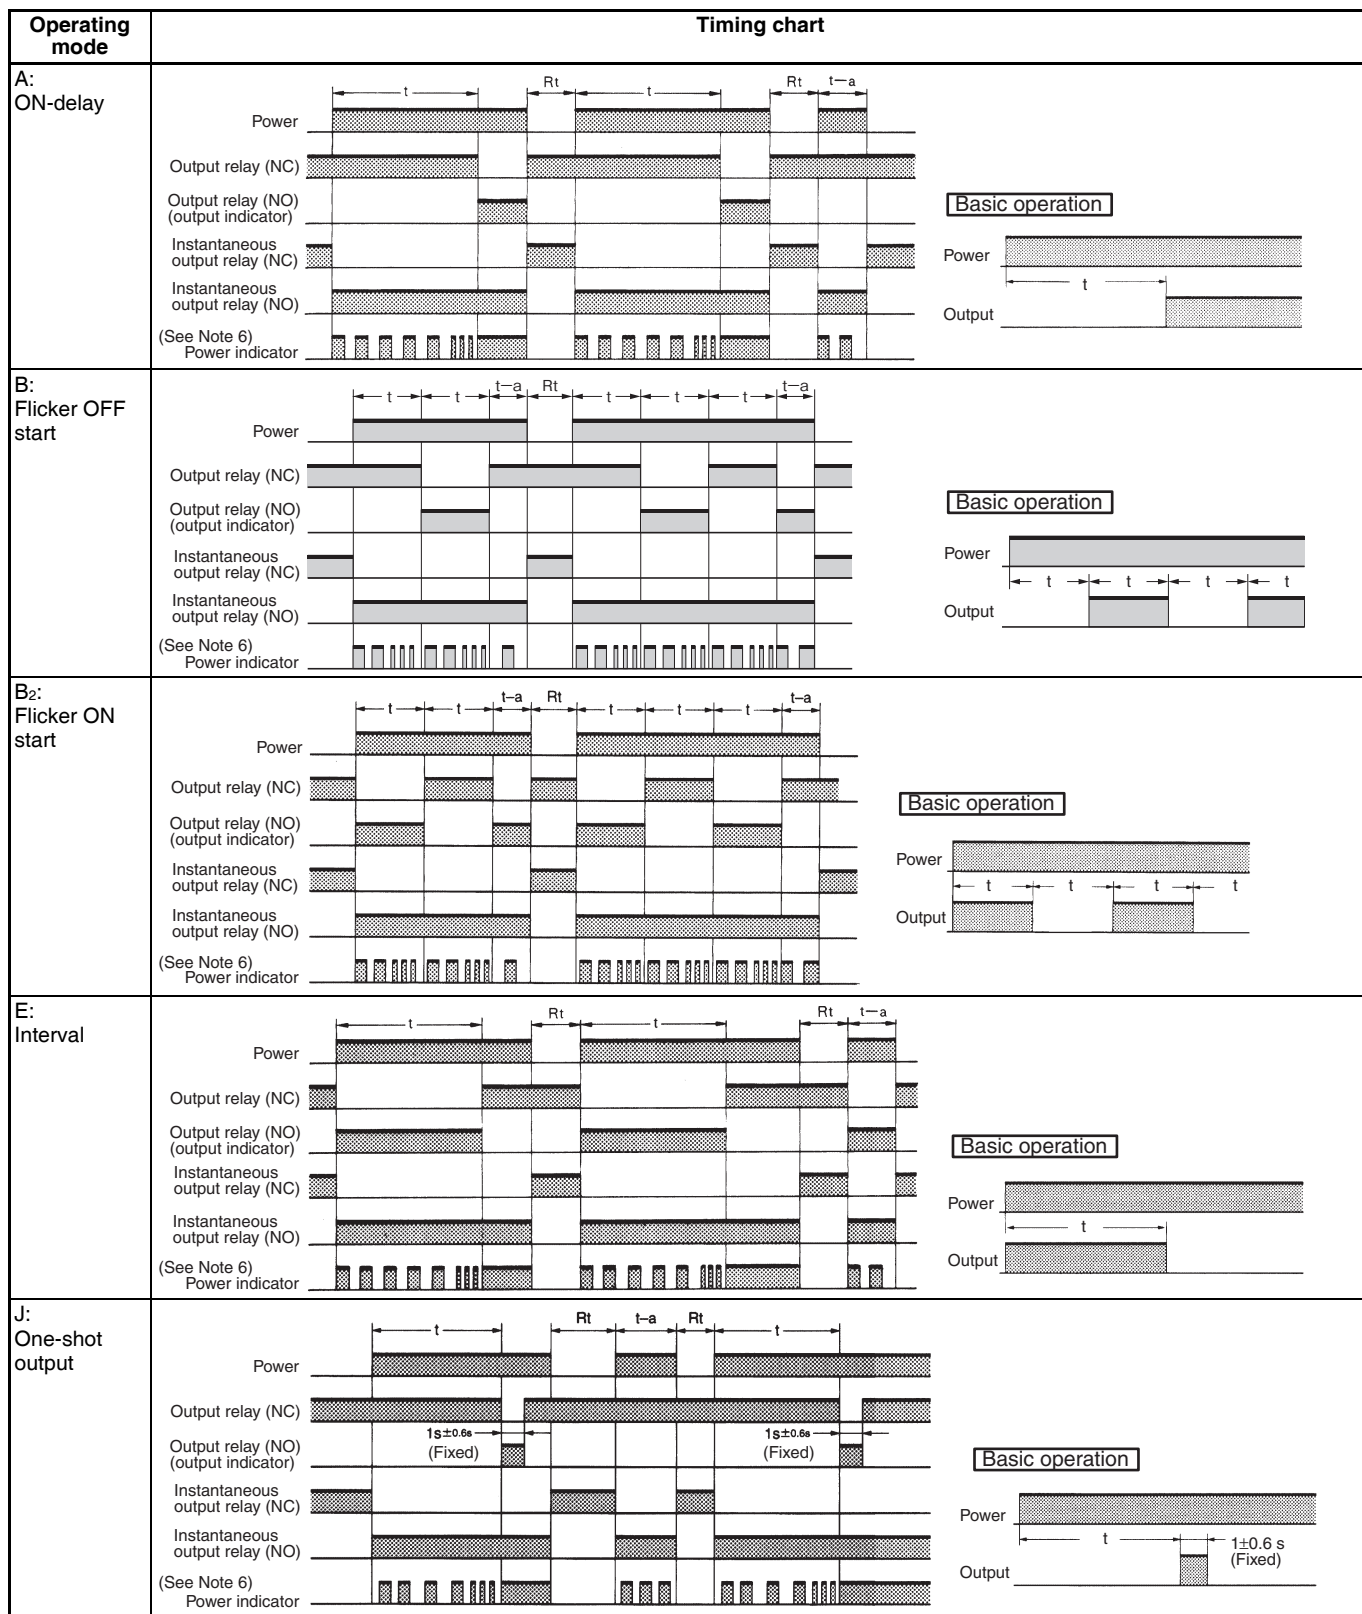 Operating
mode
Timing chart
A:
ON-delay
t
Rt
t
Rt
t−a
Power
Output relay (NC)
Output relay (NO)
(output indicator)
Instantaneous
output relay (NC)
Instantaneous
output relay (NO)
(See Note 6)
Power indicator
Basic operation
Power
t
Output
B:
Flicker OFF
start
t
t
t−a
Rt
t
t
t
t−a
Power
Output relay (NC)
Output relay (NO)
(output indicator)
Instantaneous
output relay (NC)
Instantaneous
output relay (NO)
(See Note 6)
Power indicator
Basic operation
Power
t
t
t
t
Output
B2:
Flicker ON
start
t
t
t−a
Rt
t
t
t
t−a
Power
Output relay (NC)
Output relay (NO)
(output indicator)
Instantaneous
output relay (NC)
Instantaneous
output relay (NO)
(See Note 6)
Power indicator
Basic operation
Power
t
t
t
t
Output
E:
Interval
t
Rt
t
Rt
t−a
Power
Output relay (NC)
Output relay (NO)
(output indicator)
Instantaneous
output relay (NC)
Instantaneous
output relay (NO)
(See Note 6)
Power indicator
Basic operation
Power
t
Output
J:
One-shot
output
t
Rt
t−a
Rt
t
Power
Output relay (NC)
1s±0.6s
(Fixed)
1s±0.6s
(Fixed)
Output relay (NO)
(output indicator)
Instantaneous
output relay (NC)
Instantaneous
output relay (NO)
(See Note 6)
Power indicator
Basic operation
Power
t
1±0.6 s
(Fixed)
Output